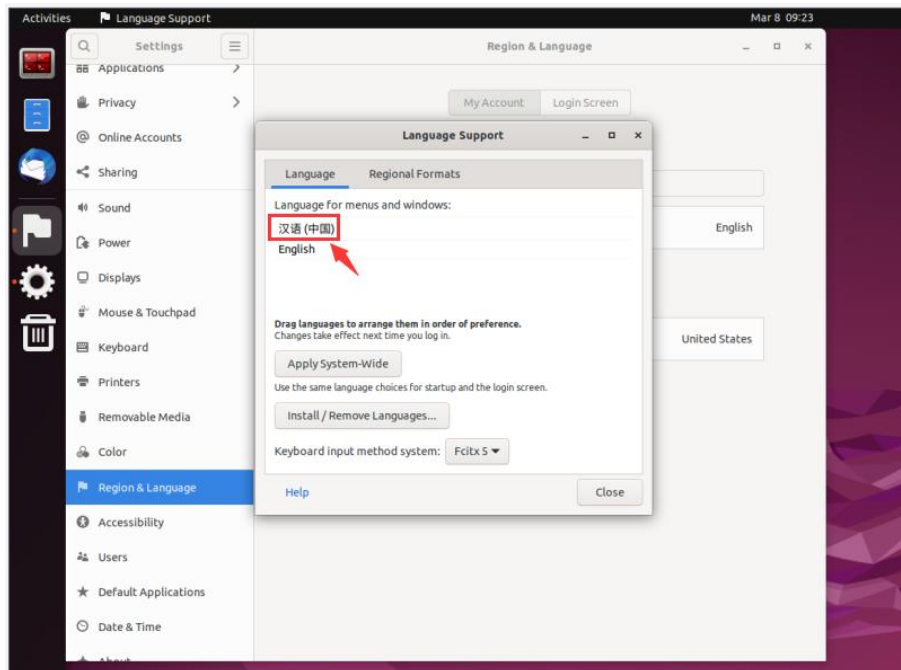 Activities Language Support Mar 8 09:23
Settings Region & Language
Applications
Privacy
My Account Login Screen
Online Accounts
Language Support
Sharing
Language Regional Formats
Sound
Language for menus and windows:
汉语 (中国)
English
English
Power
Displays
Mouse & Touchpad
Drag languages to arrange them in order of preference.
Changes take effect next time you log in.
United States
Keyboard
Apply System-Wide
Printers
Use the same language choices for startup and the login screen.
Removable Media
Install / Remove Languages...
Color
Keyboard input method system: Fcitx 5
Region & Language
Help Close
Accessibility
Users
Default Applications
Date & Time
About